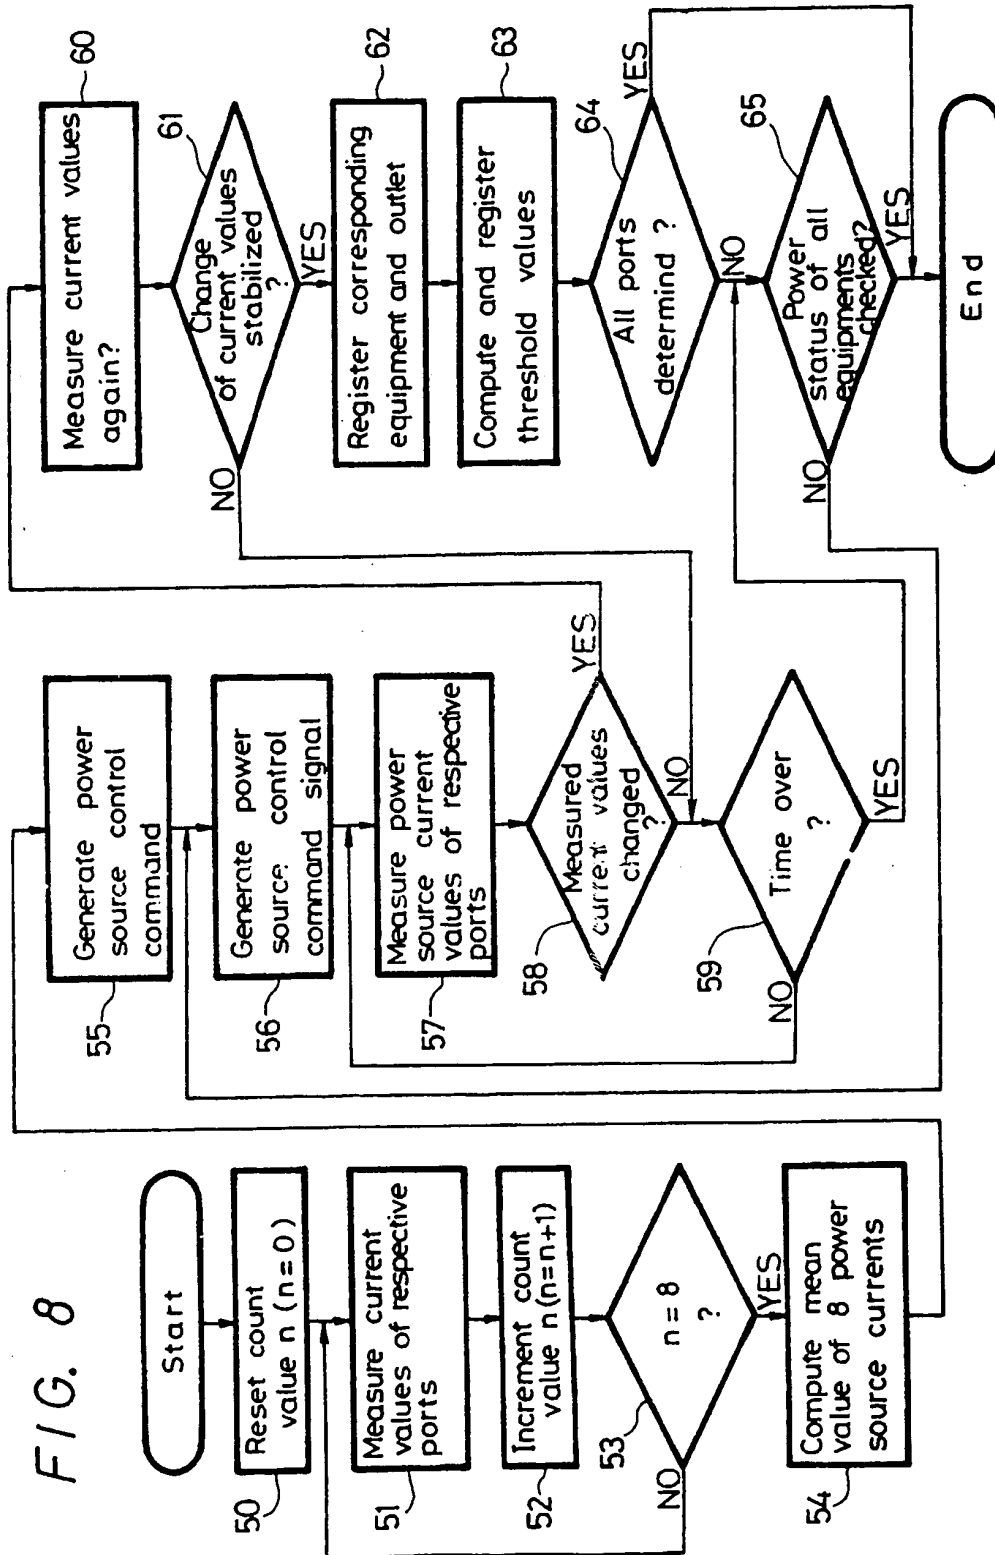 FIG. 8
Start
Reset count
value n (n=0)
50
Measure current
values of respective
ports
51
Increment count
value n (n=n+1)
52
n=8
?
53
NO
YES
Compute mean
value of 8 power
source currents
54
Generate power
source control
command
55
Generate power
source control
command signal
56
Measure power
source current
values of respective
ports
57
Measured
current values
changed
?
58
YES
NO
Time over
?
59
NO
YES
Measure current values
again?
60
Change
of current values
stabilized
?
61
NO
YES
Register corresponding
equipment and outlet
62
Compute and register
threshold values
63
All ports
determind ?
64
YES
NO
Power
status of all
equipments
checked?
65
NO
YES
End